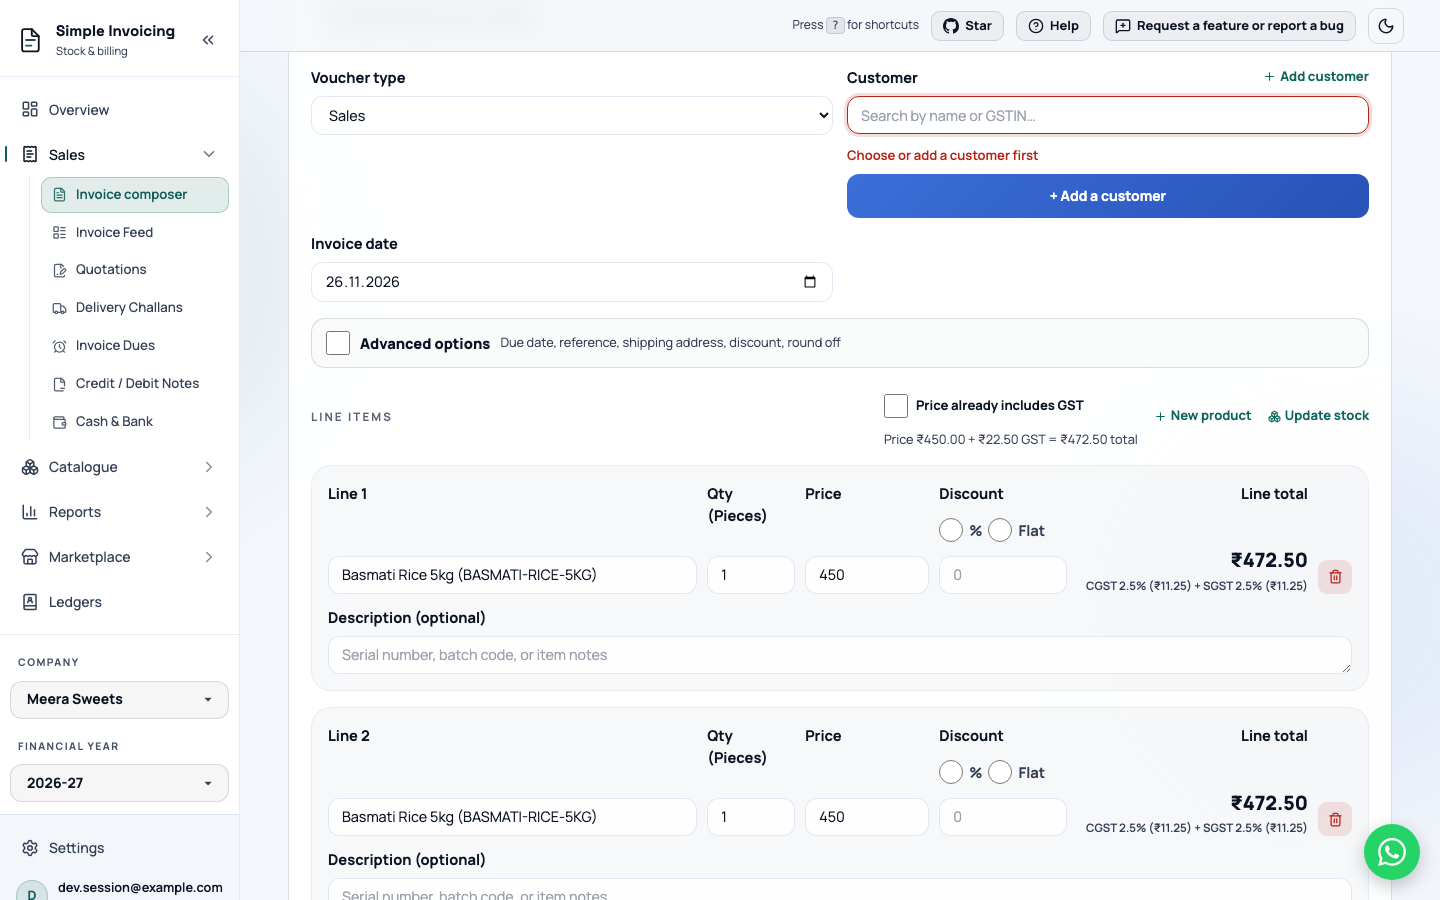 Simple Invoicing
Stock & billing
Press ? for shortcuts
Star
Help
Request a feature or report a bug
Overview
Sales
Invoice composer
Invoice Feed
Quotations
Delivery Challans
Invoice Dues
Credit / Debit Notes
Cash & Bank
Catalogue
Reports
Marketplace
Ledgers
COMPANY
Meera Sweets
FINANCIAL YEAR
2026-27
Settings
D
dev.session@example.com
Voucher type
Sales
Customer
+ Add customer
Search by name or GSTIN...
Choose or add a customer first
+ Add a customer
Invoice date
26.11.2026
Advanced options
Due date, reference, shipping address, discount, round off
LINE ITEMS
Price already includes GST
Price ₹450.00 + ₹22.50 GST = ₹472.50 total
+ New product
Update stock
Line 1
Qty (Pieces)
Price
Discount
% Flat
Line total
Basmati Rice 5kg (BASMATI-RICE-5KG)
1
450
0
₹472.50
CGST 2.5% (₹11.25) + SGST 2.5% (₹11.25)
Description (optional)
Serial number, batch code, or item notes
Line 2
Qty (Pieces)
Price
Discount
% Flat
Line total
Basmati Rice 5kg (BASMATI-RICE-5KG)
1
450
0
₹472.50
CGST 2.5% (₹11.25) + SGST 2.5% (₹11.25)
Description (optional)
Serial number, batch code, or item notes